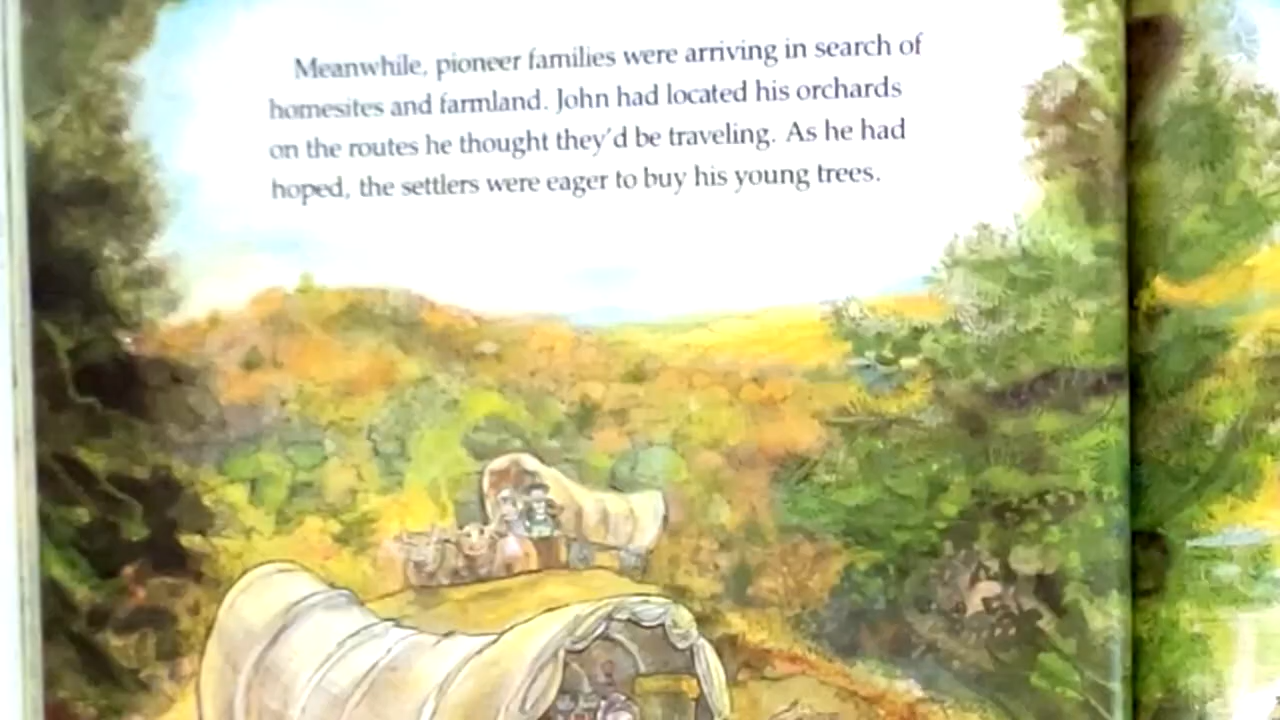 Meanwhile, pioneer families were arriving in search of
homesites and farmland. John had located his orchards
on the routes he thought they'd be traveling. As he had
hoped, the settlers were eager to buy his young trees.